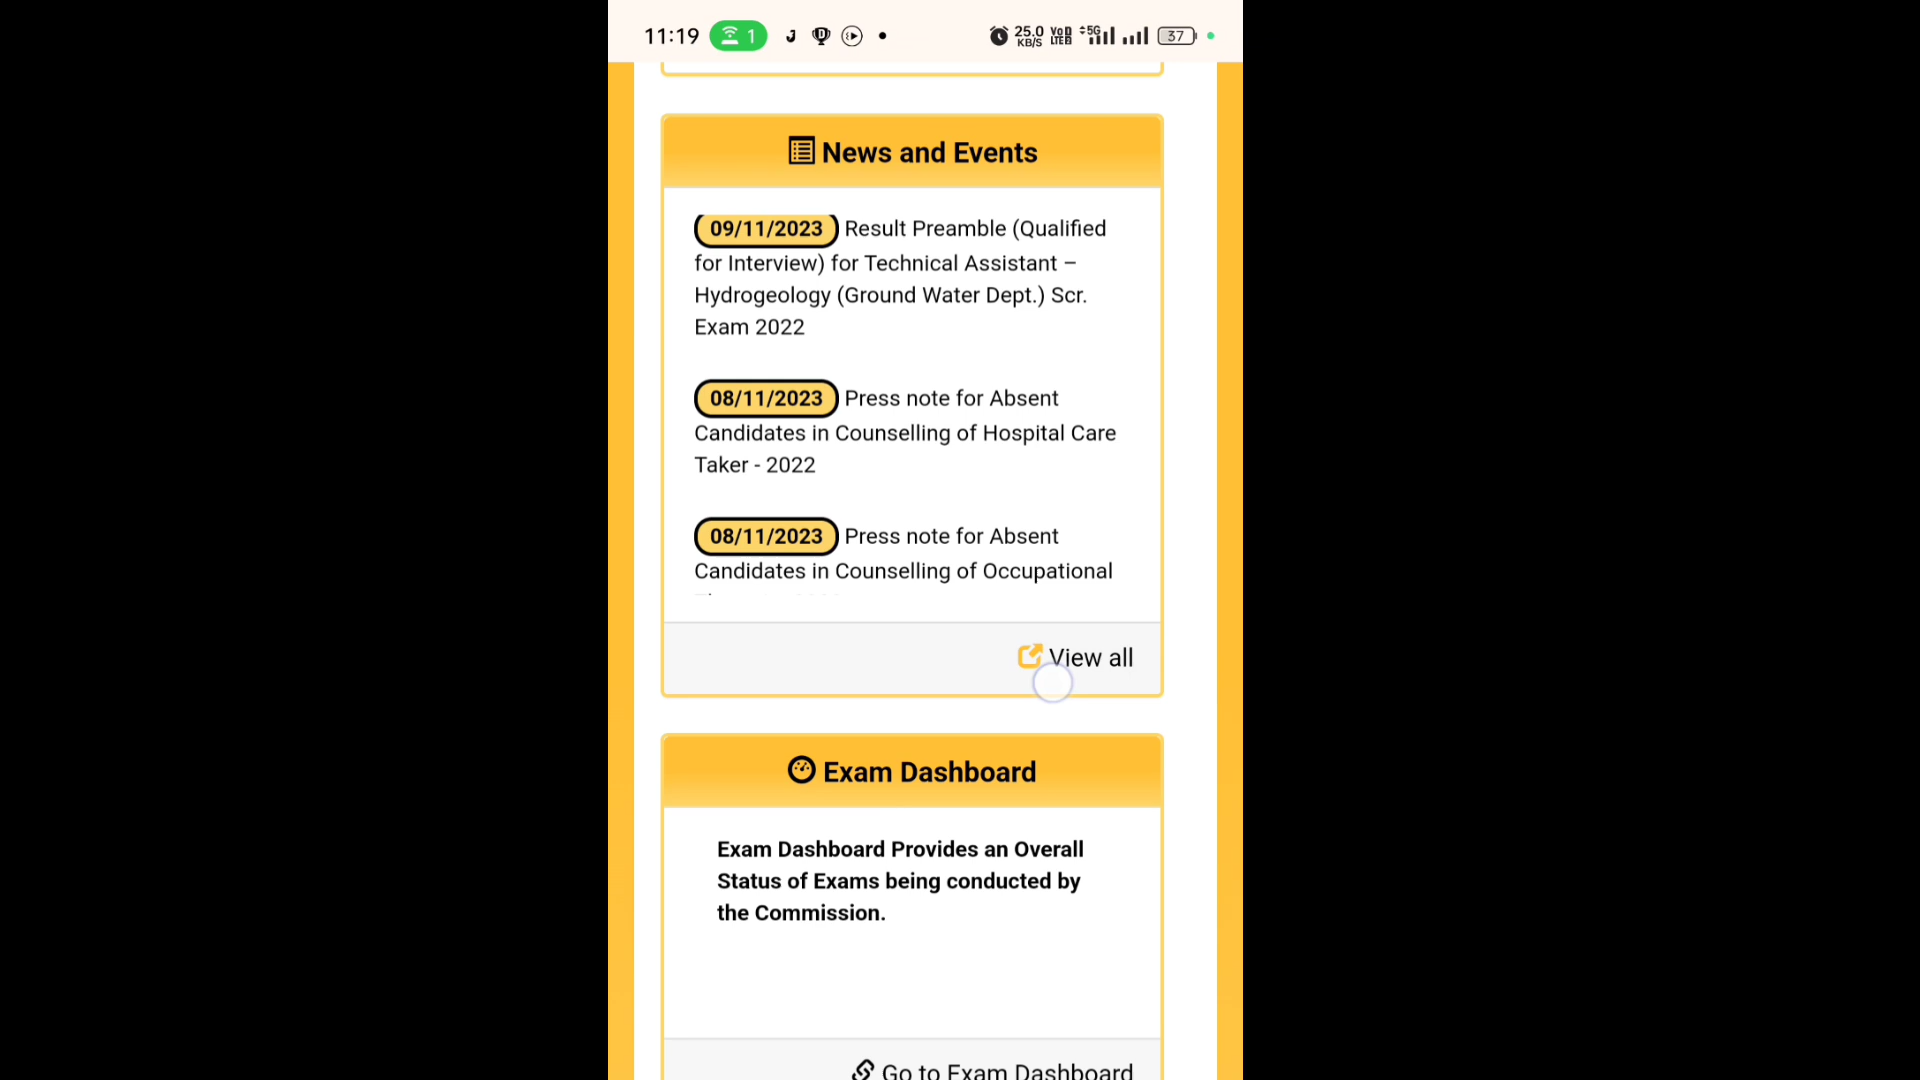 11:19 1 25.0 KB/S VoD LTE2 5G 37
News and Events
09/11/2023 Result Preamble (Qualified
for Interview) for Technical Assistant –
Hydrogeology (Ground Water Dept.) Scr.
Exam 2022
08/11/2023 Press note for Absent
Candidates in Counselling of Hospital Care
Taker - 2022
08/11/2023 Press note for Absent
Candidates in Counselling of Occupational
View all
Exam Dashboard
Exam Dashboard Provides an Overall
Status of Exams being conducted by
the Commission.
Go to Exam Dashboard